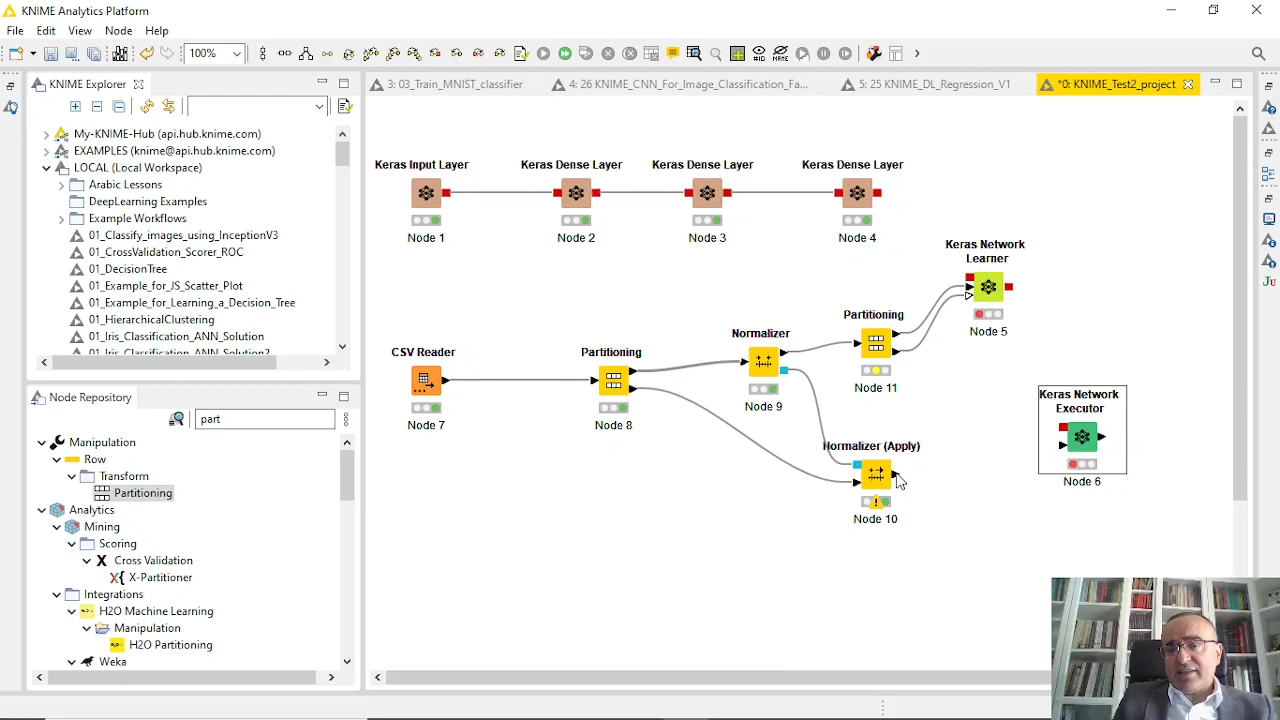 KNIME Analytics Platform
File Edit View Node Help
100%
KNIME Explorer
My-KNIME-Hub (api.hub.knime.com)
EXAMPLES (knime@api.hub.knime.com)
LOCAL (Local Workspace)
Arabic Lessons
DeepLearning Examples
Example Workflows
01_Classify_images_using_InceptionV3
01_CrossValidation_Scorer_ROC
01_DecisionTree
01_Example_for_JS_Scatter_Plot
01_Example_for_Learning_a_Decision_Tree
01_HierarchicalClustering
01_Iris_Classification_ANN_Solution
01_Iris_Classification_ANN_Solution2
Node Repository
part
Manipulation
Row
Transform
Partitioning
Analytics
Mining
Scoring
Cross Validation
X-Partitioner
Integrations
H2O Machine Learning
Manipulation
H2O Partitioning
Weka
3: 03_Train_MNIST_classifier
4: 26 KNIME_CNN_For_Image_Classification_Fa...
5: 25 KNIME_DL_Regression_V1
*0: KNIME_Test2_project
Keras Input Layer
Node 1
Keras Dense Layer
Node 2
Keras Dense Layer
Node 3
Keras Dense Layer
Node 4
Keras Network
Learner
Node 5
CSV Reader
Node 7
Partitioning
Node 8
Normalizer
Node 9
Partitioning
Node 11
Normalizer (Apply)
Node 10
Keras Network
Executor
Node 6
Ju